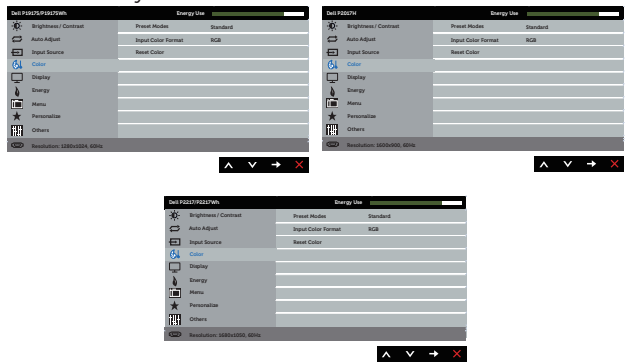 Dell P1917S/P1917SWh Energy Use
Brightness / Contrast Preset Modes Standard
Auto Adjust Input Color Format RGB
Input Source Reset Color
Color
Display
Energy
Menu
Personalize
Others
Resolution: 1280x1024, 60Hz
Dell P2017H Energy Use
Brightness / Contrast Preset Modes Standard
Auto Adjust Input Color Format RGB
Input Source Reset Color
Color
Display
Energy
Menu
Personalize
Others
Resolution: 1600x900, 60Hz
Dell P2217/P2217Wh Energy Use
Brightness / Contrast Preset Modes Standard
Auto Adjust Input Color Format RGB
Input Source Reset Color
Color
Display
Energy
Menu
Personalize
Others
Resolution: 1680x1050, 60Hz